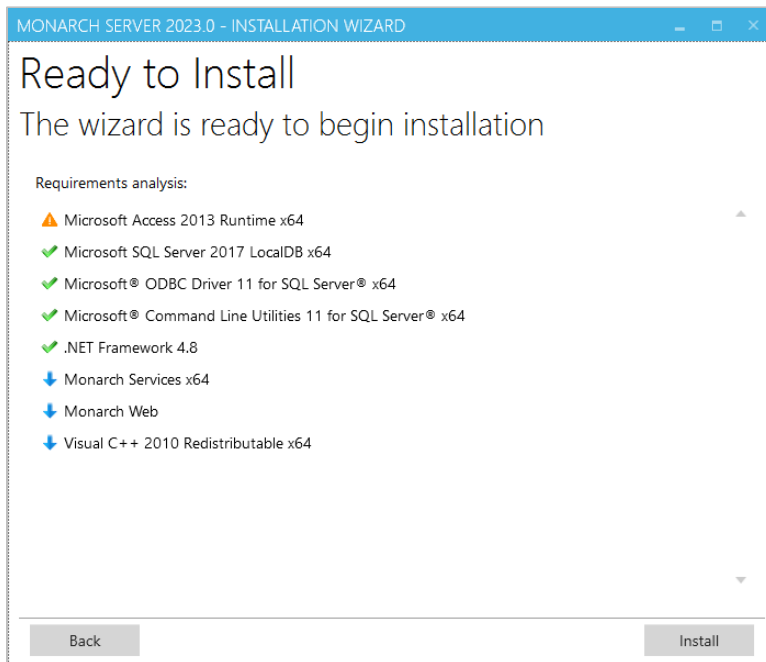 MONARCH SERVER 2023.0 - INSTALLATION WIZARD
Ready to Install
The wizard is ready to begin installation
Requirements analysis:
Microsoft Access 2013 Runtime x64
Microsoft SQL Server 2017 LocalDB x64
Microsoft® ODBC Driver 11 for SQL Server® x64
Microsoft® Command Line Utilities 11 for SQL Server® x64
.NET Framework 4.8
Monarch Services x64
Monarch Web
Visual C++ 2010 Redistributable x64
Back
Install